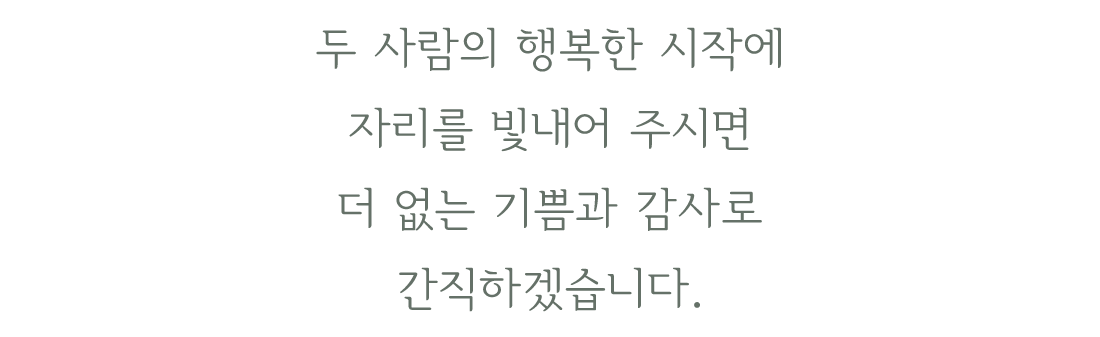 두 사람의 행복한 시작에
자리를 빛내어 주시면
더 없는 기쁨과 감사로
간직하겠습니다.